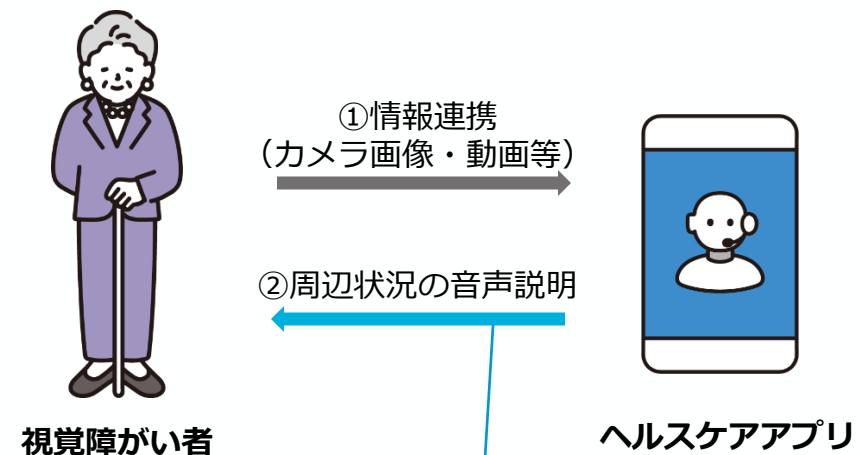 ①情報連携
（カメラ画像・動画等）
②周辺状況の音声説明
視覚障がい者
ヘルスケアアプリ